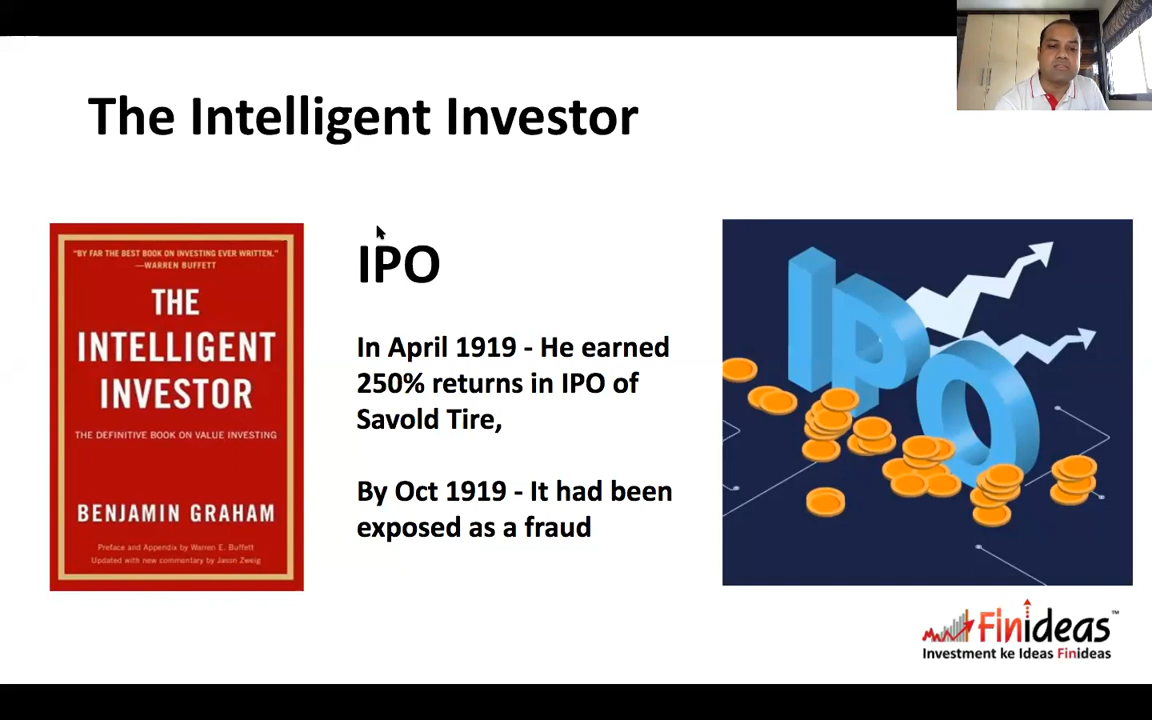 The Intelligent Investor
"BY FAR THE BEST BOOK ON INVESTING EVER WRITTEN."
—WARREN BUFFETT
THE
INTELLIGENT
INVESTOR
THE DEFINITIVE BOOK ON VALUE INVESTING
BENJAMIN GRAHAM
Preface and Appendix by Warren E. Buffett
Updated with new commentary by Jason Zweig
IPO
In April 1919 - He earned
250% returns in IPO of
Savold Tire,
By Oct 1919 - It had been
exposed as a fraud
IPO
Finideas™
Investment ke Ideas Finideas